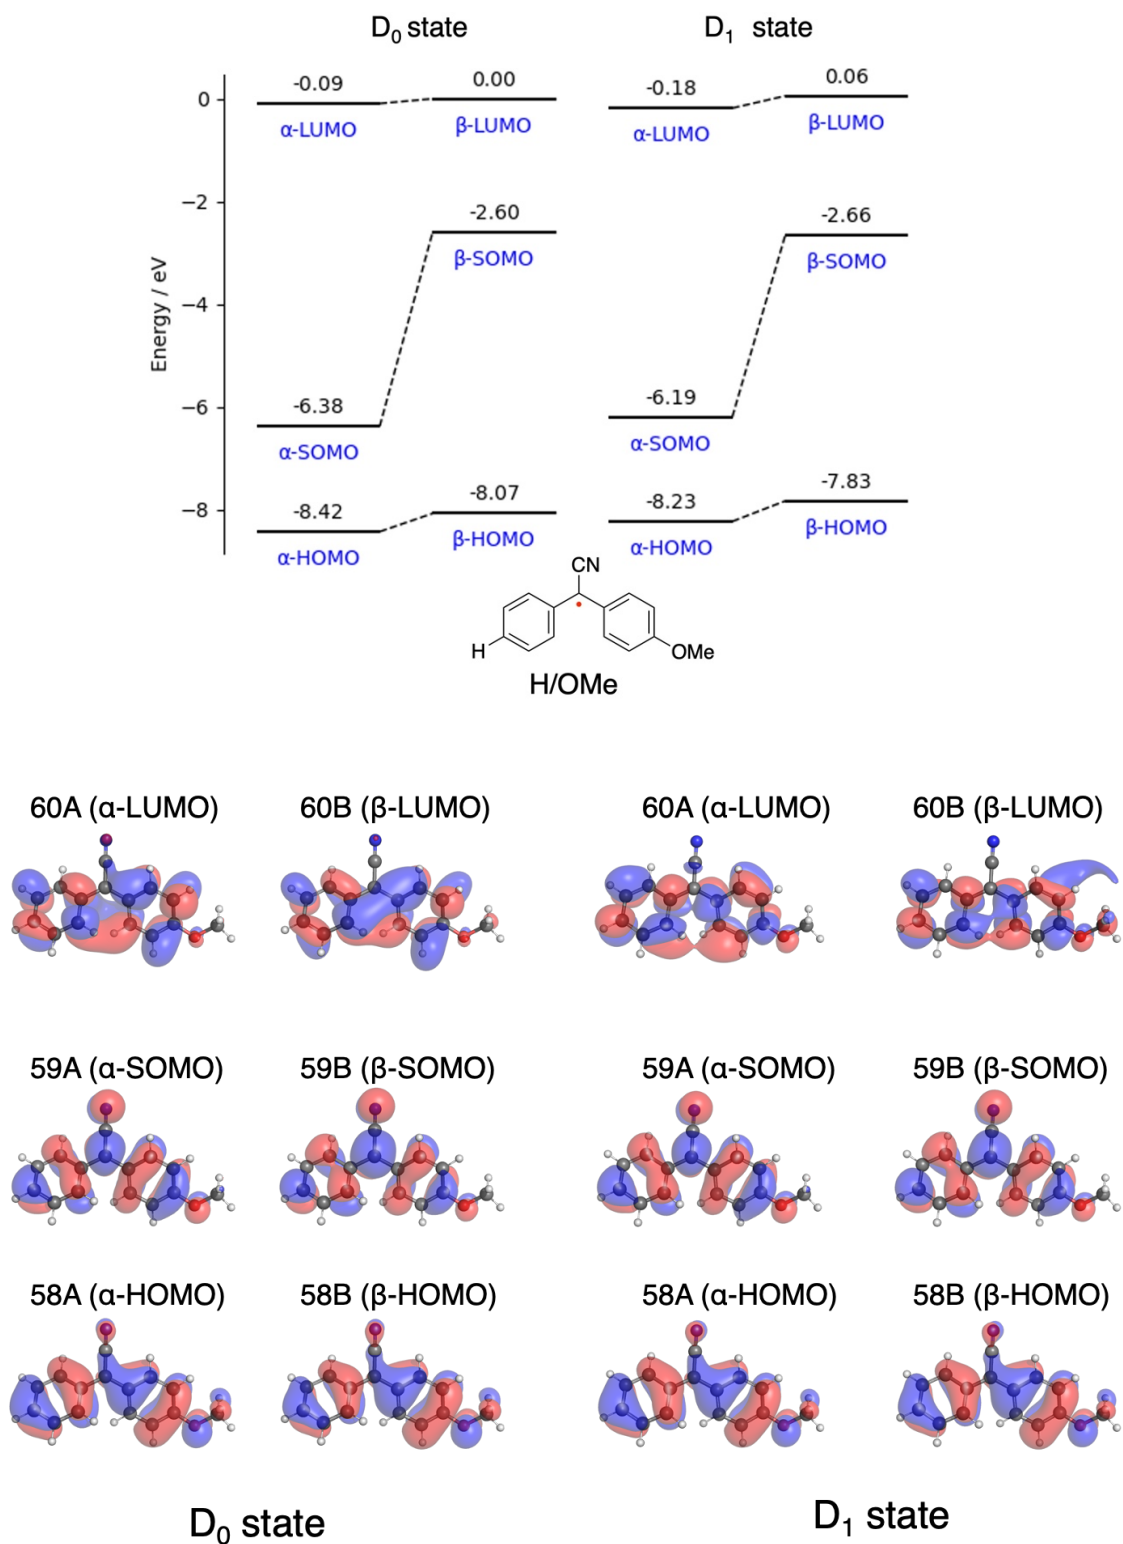 D0 state D1 state
-0.09 0.00 -0.18 0.06
0
α-LUMO β-LUMO α-LUMO β-LUMO
−2
-2.60 -2.66
β-SOMO β-SOMO
Energy / eV
−4
−6
-6.38 -6.19
α-SOMO α-SOMO
−8
-8.42 -8.07 -8.23 -7.83
α-HOMO β-HOMO α-HOMO β-HOMO
CN
H OMe
H/OMe
60A (α-LUMO) 60B (β-LUMO) 60A (α-LUMO) 60B (β-LUMO)
59A (α-SOMO) 59B (β-SOMO) 59A (α-SOMO) 59B (β-SOMO)
58A (α-HOMO) 58B (β-HOMO) 58A (α-HOMO) 58B (β-HOMO)
D0 state D1 state